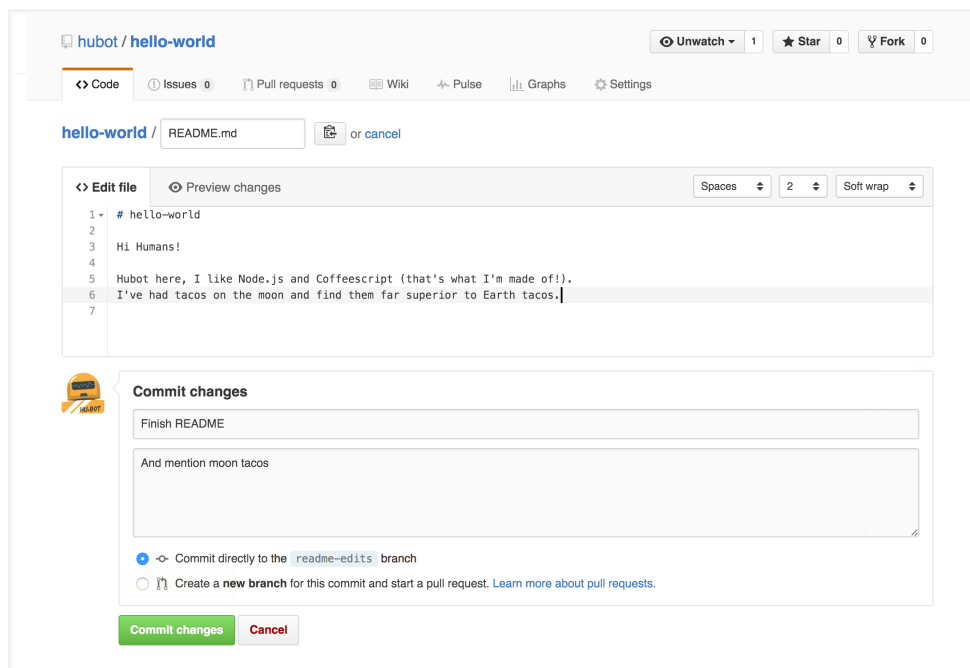 hubot / hello-world
Unwatch 1 Star 0 Fork 0
Code Issues 0 Pull requests 0 Wiki Pulse Graphs Settings
hello-world / README.md or cancel
Edit file Preview changes Spaces 2 Soft wrap
1 # hello-world
2
3 Hi Humans!
4
5 Hubot here, I like Node.js and Coffeescript (that's what I'm made of!).
6 I've had tacos on the moon and find them far superior to Earth tacos.
7
HU-BOT
Commit changes
Finish README
And mention moon tacos
Commit directly to the readme-edits branch
Create a new branch for this commit and start a pull request. Learn more about pull requests.
Commit changes Cancel